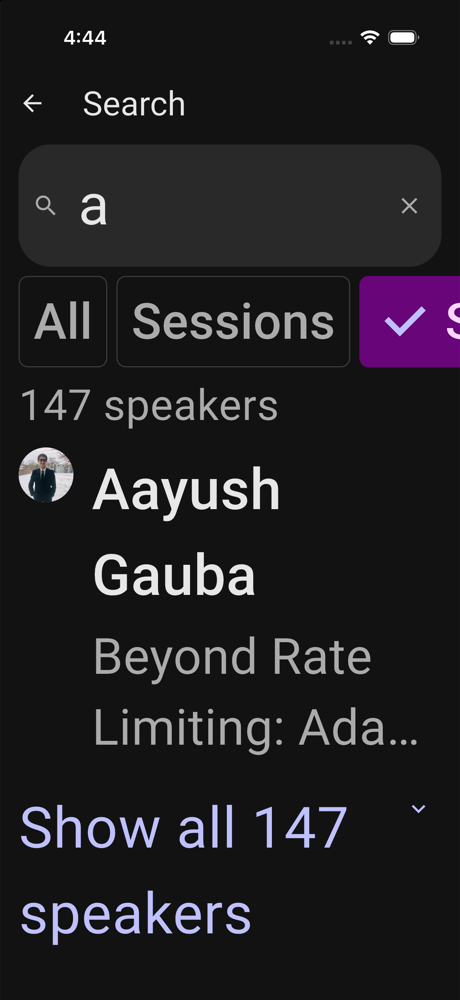 4:44
Search
a
All
Sessions
S
147 speakers
Aayush
Gauba
Beyond Rate
Limiting: Ada...
Show all 147
speakers